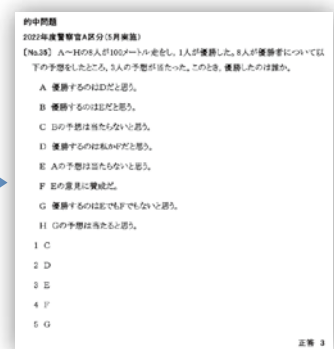 的中問題
2022年度警察官A区分(5月実施)
【No.35】 A～Hの8人が100メートル走をし、1人が優勝した。8人が優勝者について以
下の予想をしたところ、3人の予想が当たった。このとき、優勝したのは誰か。
A 優勝するのはDだと思う。
B 優勝するのはEだと思う。
C Bの予想は当たらないと思う。
D 優勝するのは私かFだと思う。
E Aの予想は当たらないと思う。
F Eの意見に賛成だ。
G 優勝するのはEでもFでもないと思う。
H Gの予想は当たると思う。
1 C
2 D
3 E
4 F
5 G
正答 3